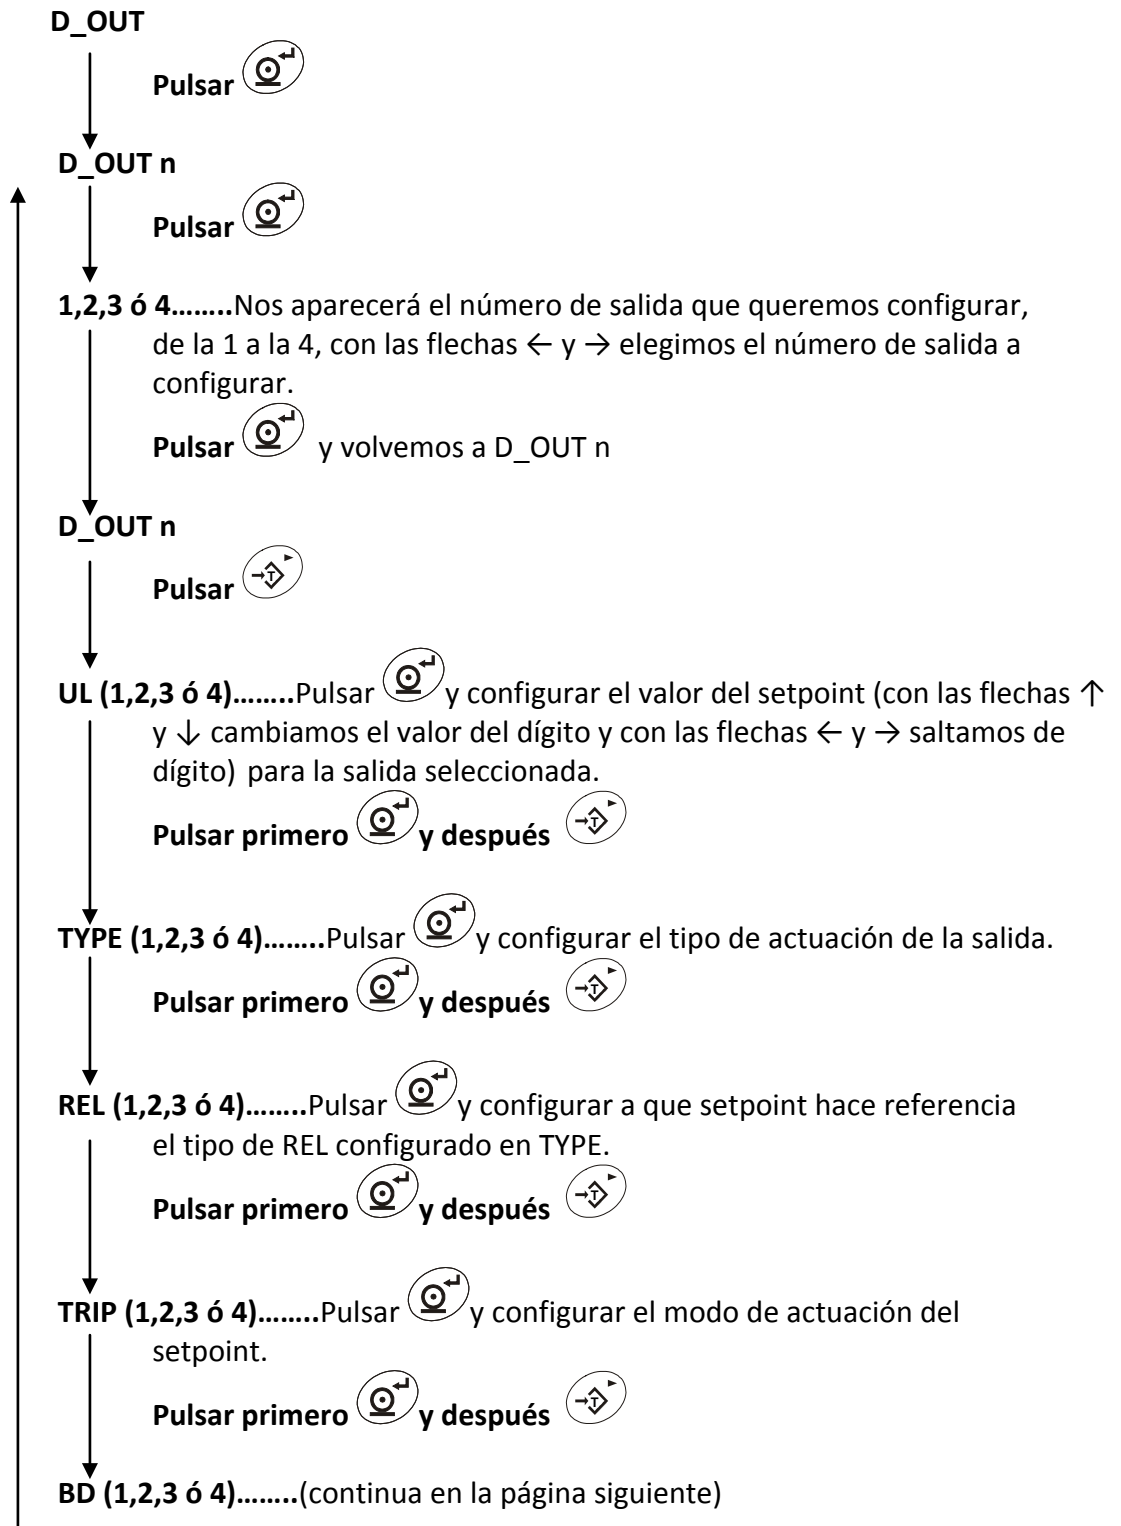 D_OUT
Pulsar
D_OUT n
Pulsar
1,2,3 ó 4........Nos aparecerá el número de salida que queremos configurar,
de la 1 a la 4, con las flechas ← y → elegimos el número de salida a
configurar.
Pulsar y volvemos a D_OUT n
D_OUT n
Pulsar T
UL (1,2,3 ó 4)........Pulsar y configurar el valor del setpoint (con las flechas ↑
y ↓ cambiamos el valor del dígito y con las flechas ← y → saltamos de
dígito) para la salida seleccionada.
Pulsar primero y después T
TYPE (1,2,3 ó 4)........Pulsar y configurar el tipo de actuación de la salida.
Pulsar primero y después T
REL (1,2,3 ó 4)........Pulsar y configurar a que setpoint hace referencia
el tipo de REL configurado en TYPE.
Pulsar primero y después T
TRIP (1,2,3 ó 4)........Pulsar y configurar el modo de actuación del
setpoint.
Pulsar primero y después T
BD (1,2,3 ó 4)........(continua en la página siguiente)